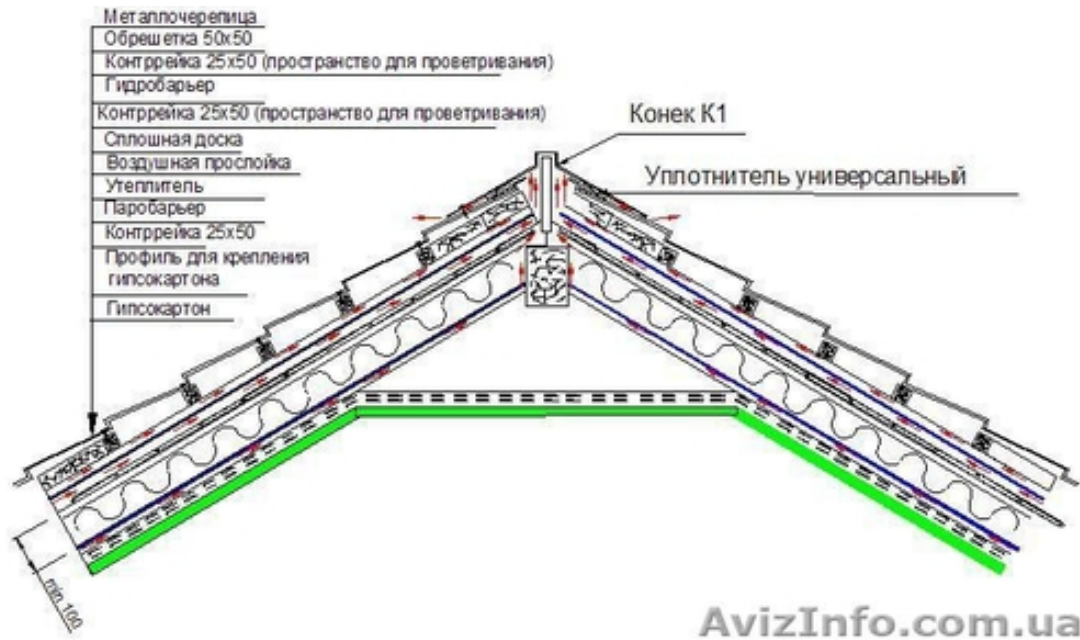 Металлочерепица
Обрешетка 50х50
Контррейка 25х50 (пространство для проветривания)
Гидробарьер
Контррейка 25х50 (пространство для проветривания)
Сплошная доска
Воздушная прослойка
Утеплитель
Паробарьер
Контррейка 25х50
Профиль для крепления
гипсокартона
Гипсокартон
Конек К1
Уплотнитель универсальный
min 100
AvizInfo.com.ua